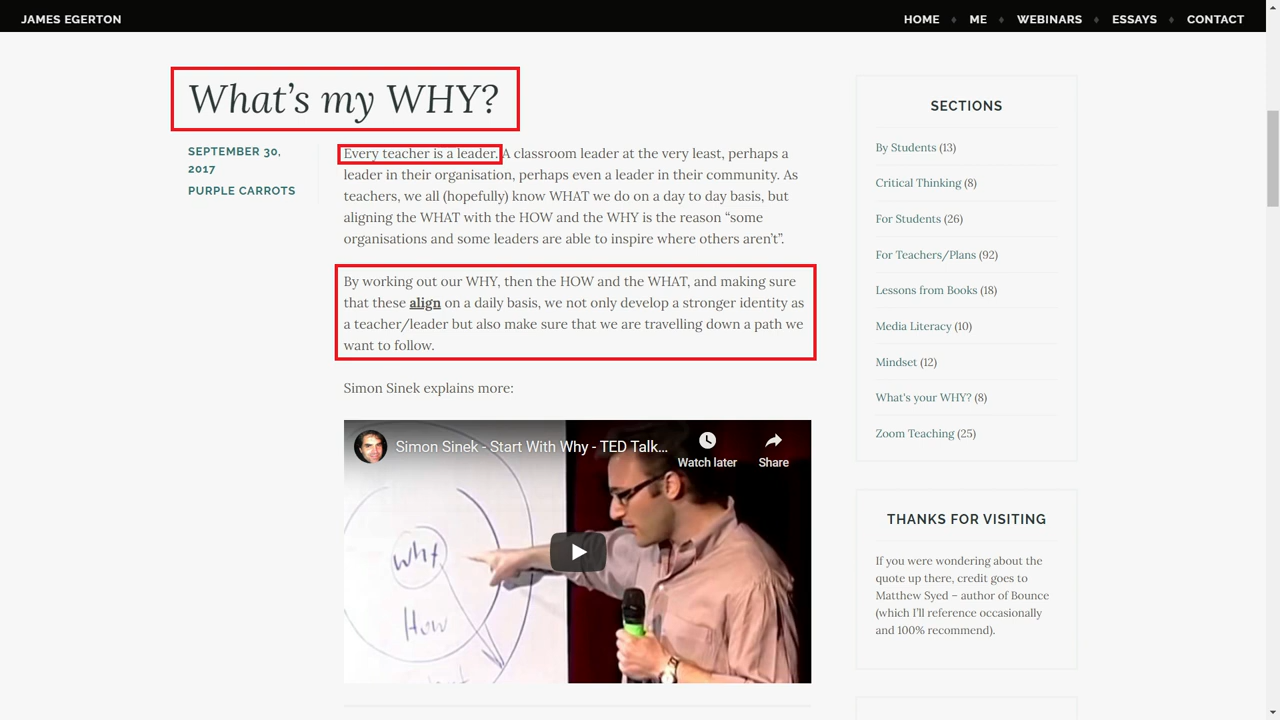 JAMES EGERTON
HOME ♦ ME ♦ WEBINARS ♦ ESSAYS ♦ CONTACT
What's my WHY?
SEPTEMBER 30,
2017
PURPLE CARROTS
Every teacher is a leader. A classroom leader at the very least, perhaps a
leader in their organisation, perhaps even a leader in their community. As
teachers, we all (hopefully) know WHAT we do on a day to day basis, but
aligning the WHAT with the HOW and the WHY is the reason “some
organisations and some leaders are able to inspire where others aren’t”.
By working out our WHY, then the HOW and the WHAT, and making sure
that these align on a daily basis, we not only develop a stronger identity as
a teacher/leader but also make sure that we are travelling down a path we
want to follow.
Simon Sinek explains more:
Simon Sinek - Start With Why - TED Talk...
Watch later
Share
Why
How
SECTIONS
By Students (13)
Critical Thinking (8)
For Students (26)
For Teachers/Plans (92)
Lessons from Books (18)
Media Literacy (10)
Mindset (12)
What's your WHY? (8)
Zoom Teaching (25)
THANKS FOR VISITING
If you were wondering about the
quote up there, credit goes to
Matthew Syed – author of Bounce
(which I’ll reference occasionally
and 100% recommend).